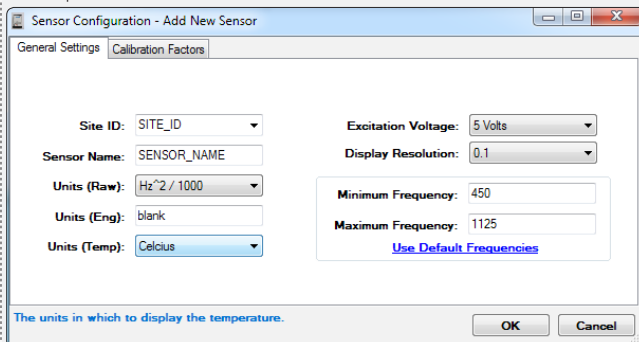 Sensor Configuration - Add New Sensor
General Settings Calibration Factors
Site ID: SITE_ID
Sensor Name: SENSOR_NAME
Units (Raw): Hz^2 / 1000
Units (Eng): blank
Units (Temp): Celcius
Excitation Voltage: 5 Volts
Display Resolution: 0.1
Minimum Frequency: 450
Maximum Frequency: 1125
Use Default Frequencies
The units in which to display the temperature.
OK Cancel